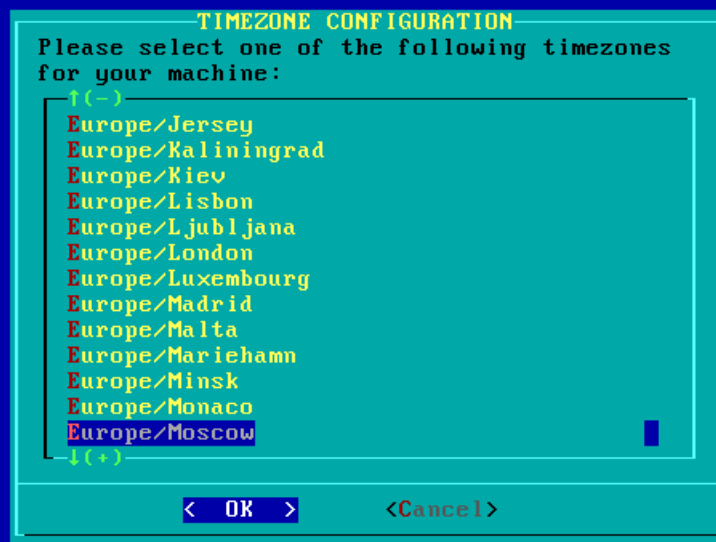 TIMEZONE CONFIGURATION
Please select one of the following timezones
for your machine:
↑(-)
Europe/Jersey
Europe/Kaliningrad
Europe/Kiev
Europe/Lisbon
Europe/Ljubljana
Europe/London
Europe/Luxembourg
Europe/Madrid
Europe/Malta
Europe/Mariehamn
Europe/Minsk
Europe/Monaco
Europe/Moscow
↓(+)
< OK > <Cancel>